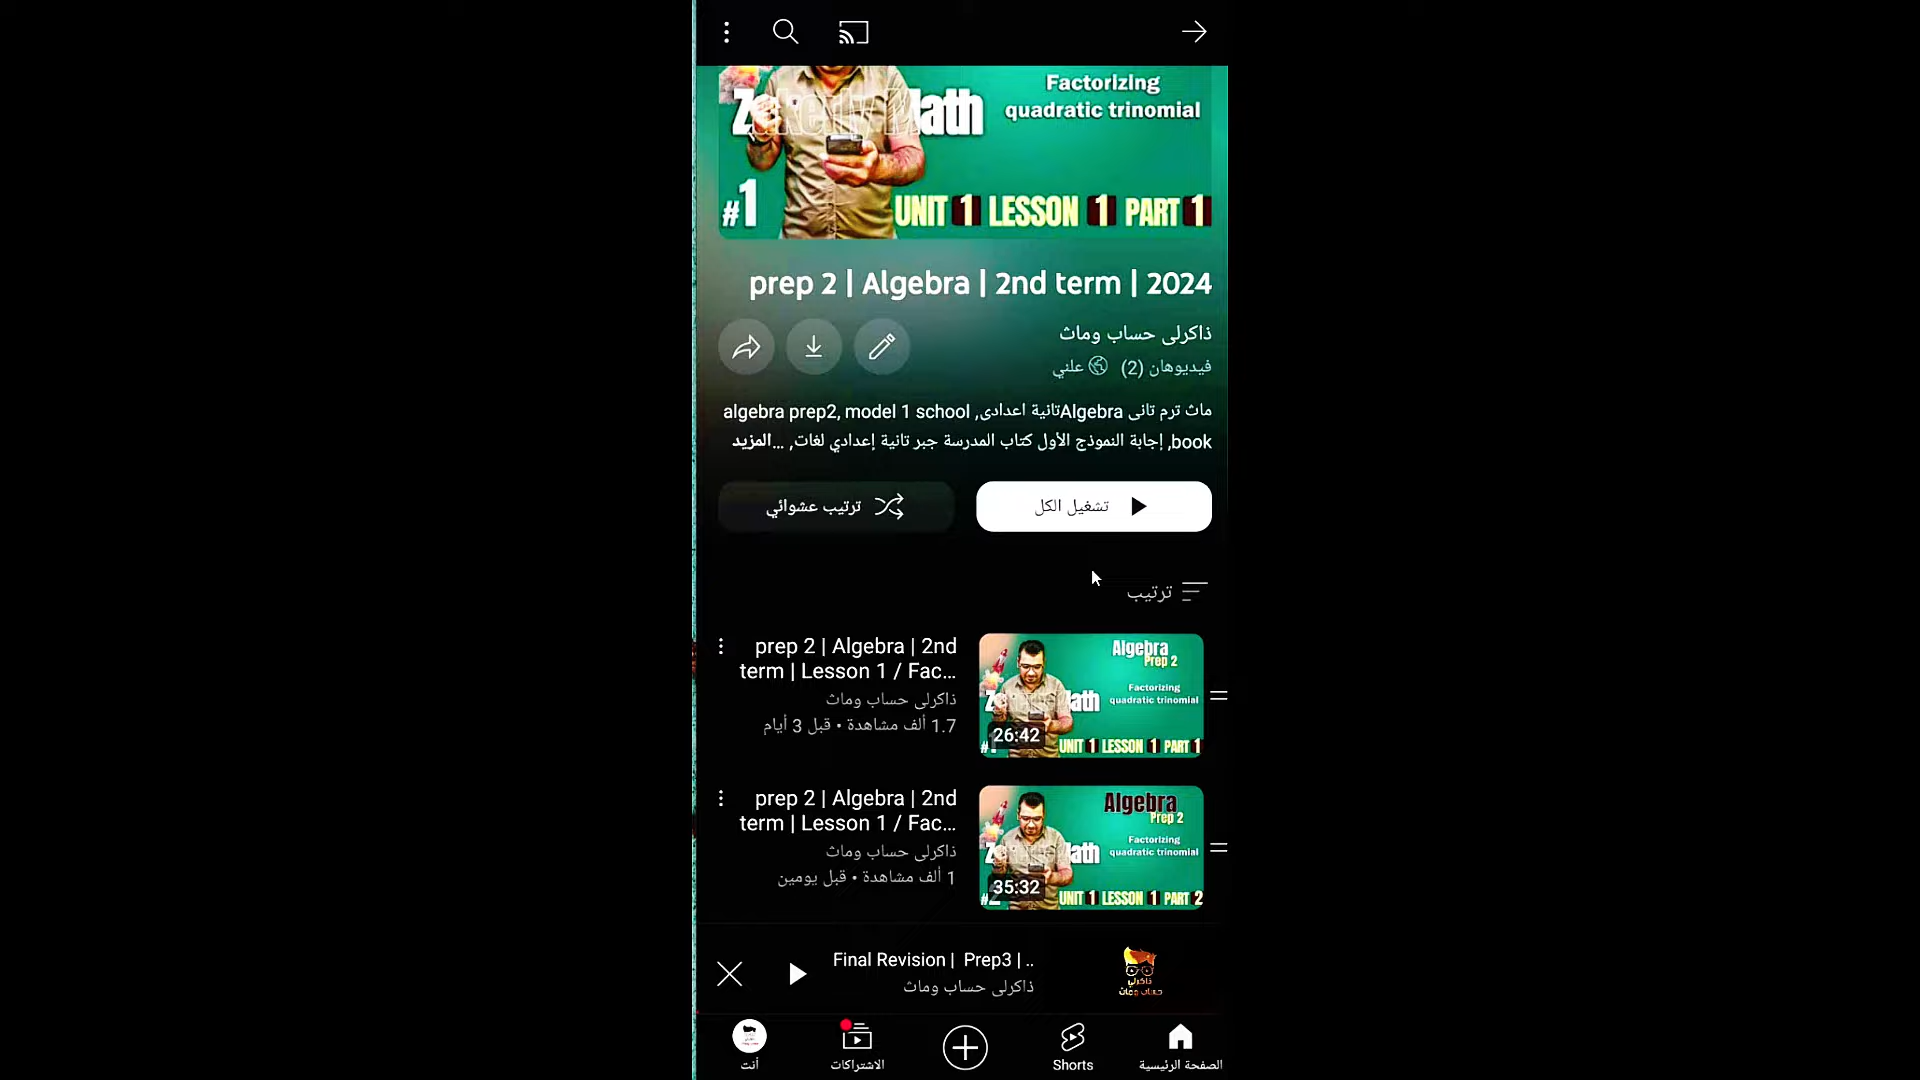 Factorizing
quadratic trinomial
Zakerly Math
#1
UNIT 1 LESSON 1 PART 1
prep 2 | Algebra | 2nd term | 2024
ذاكرلى حساب وماث
فيديوهان (2) علني
ماث ترم تانى Algebraتانية اعدادى, algebra prep2, model 1 school
book, إجابة النموذج الأول كتاب المدرسة جبر تانية إعدادي لغات, ...المزيد
تشغيل الكل
ترتيب عشوائي
ترتيب
Algebra
Prep 2
Factorizing
quadratic trinomial
ath
26:42
UNIT 1 LESSON 1 PART 1
prep 2 | Algebra | 2nd
term | Lesson 1 / Fac...
ذاكرلى حساب وماث
1.7 ألف مشاهدة • قبل 3 أيام
Algebra
Prep 2
Factorizing
quadratic trinomial
ath
35:32
UNIT 1 LESSON 1 PART 2
prep 2 | Algebra | 2nd
term | Lesson 1 / Fac...
ذاكرلى حساب وماث
1 ألف مشاهدة • قبل يومين
ذاكرلي
حساب وماث
Final Revision | Prep3 | ..
ذاكرلى حساب وماث
الصفحة الرئيسية
Shorts
الاشتراكات
أنت